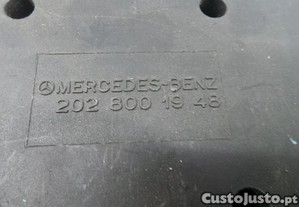 MERCEDES-BENZ
202 800 19 48
CustoJusto.pt